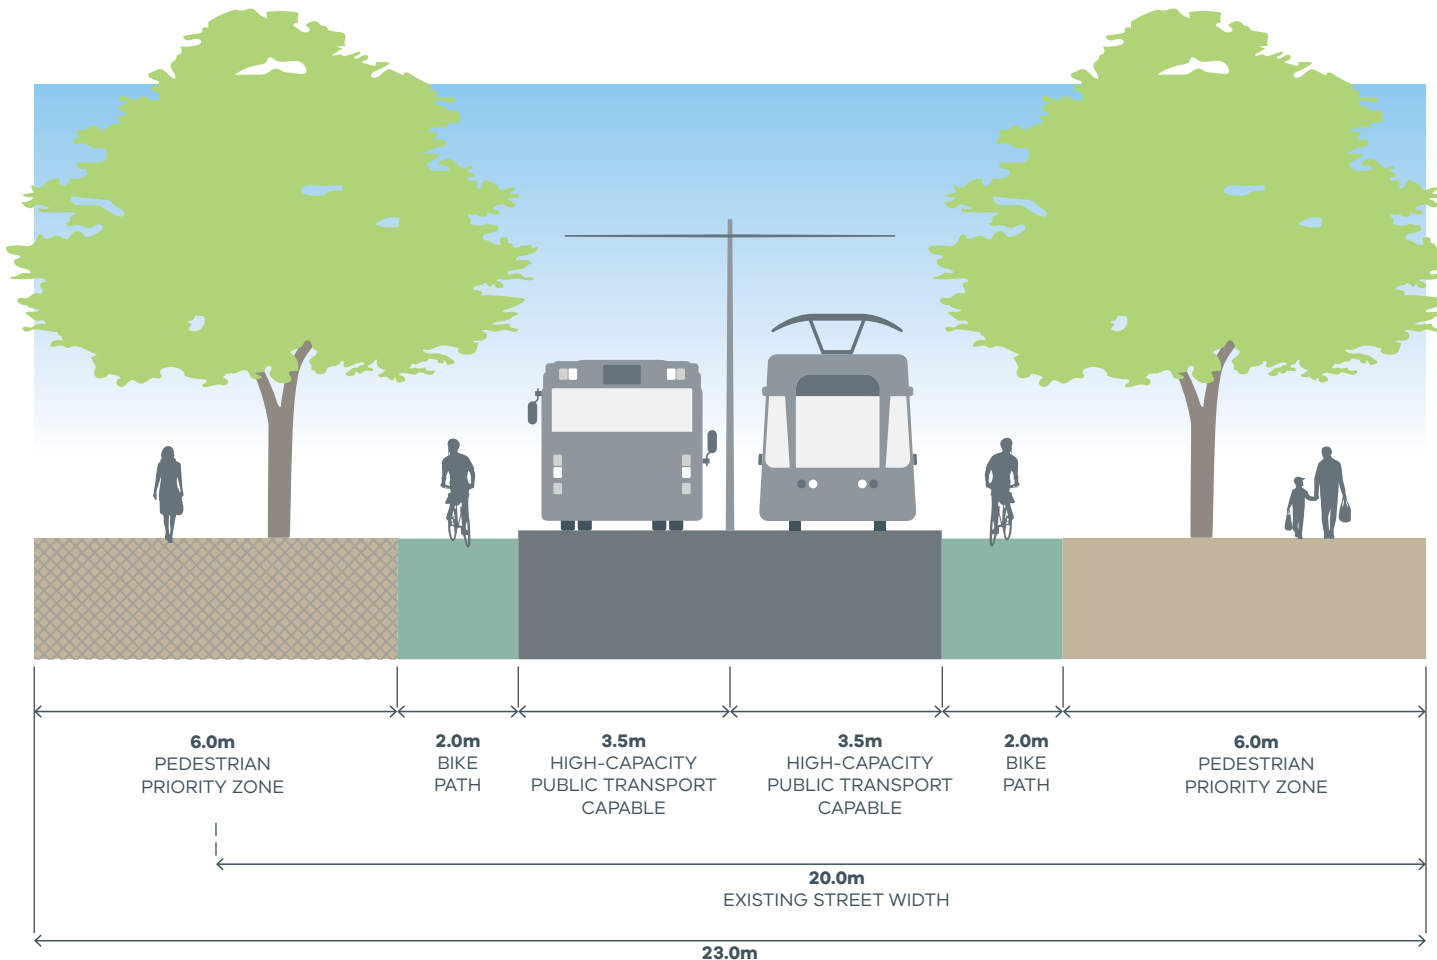 6.0m
PEDESTRIAN
PRIORITY ZONE
2.0m
BIKE
PATH
3.5m
HIGH-CAPACITY
PUBLIC TRANSPORT
CAPABLE
3.5m
HIGH-CAPACITY
PUBLIC TRANSPORT
CAPABLE
2.0m
BIKE
PATH
6.0m
PEDESTRIAN
PRIORITY ZONE
20.0m
EXISTING STREET WIDTH
23.0m